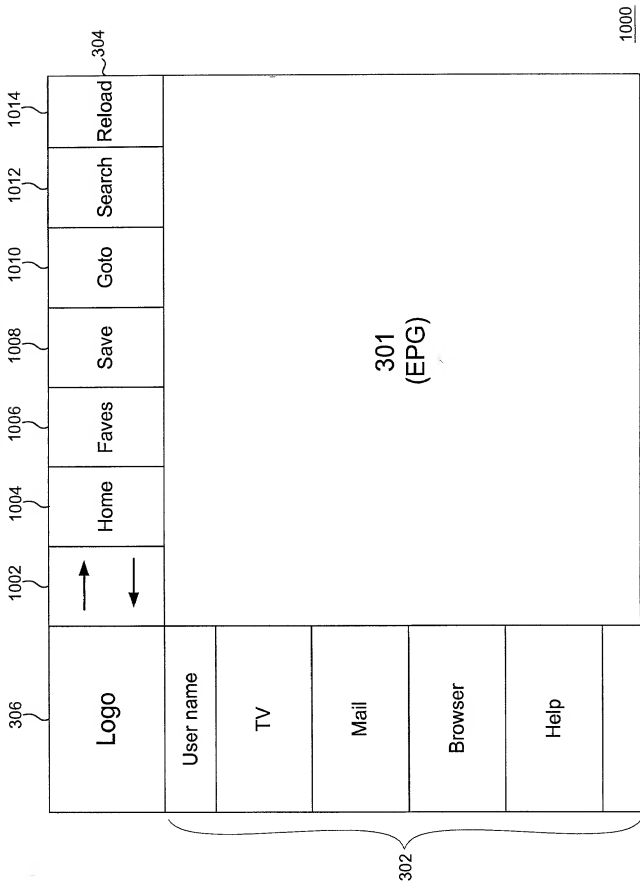 1002
1004
1006
1008
1010
1012
1014
306
Logo
Home
Faves
Save
Goto
Search
Reload
304
User name
TV
Mail
Browser
Help
301
(EPG)
302
1000